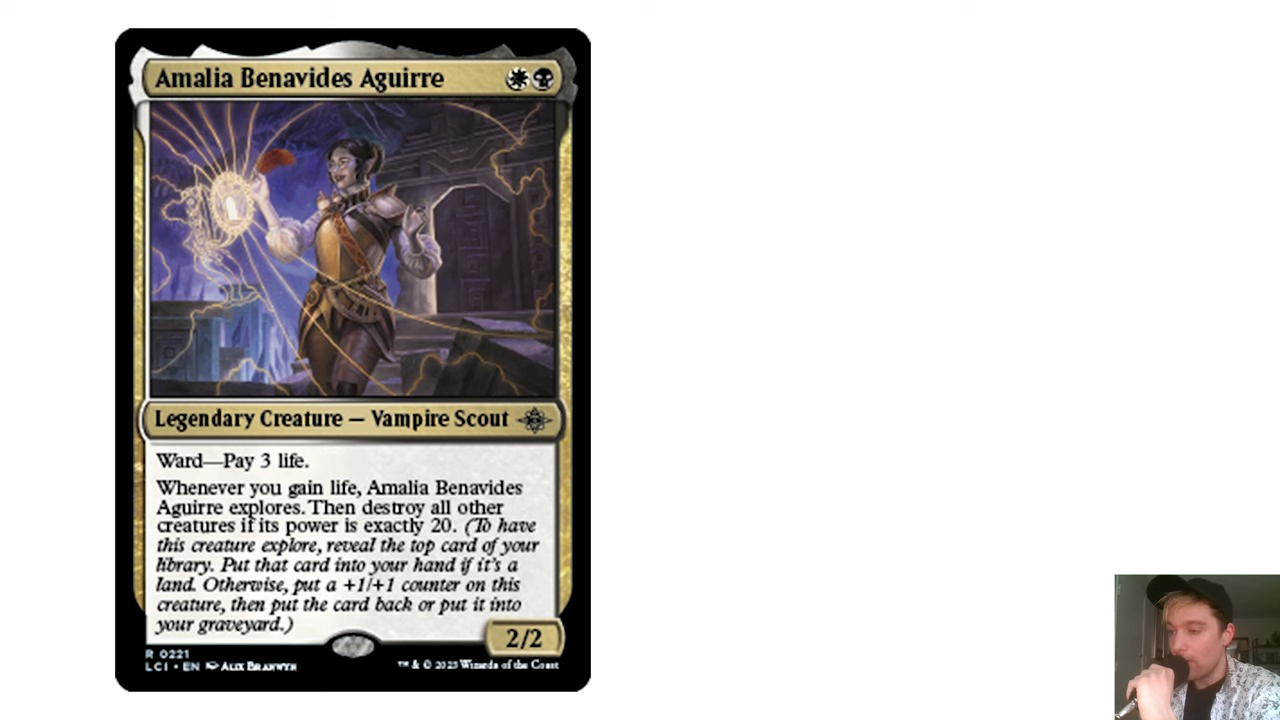 Amalia Benavides Aguirre
Legendary Creature — Vampire Scout
Ward—Pay 3 life.
Whenever you gain life, Amalia Benavides
Aguirre explores. Then destroy all other
creatures if its power is exactly 20. (To have
this creature explore, reveal the top card of your
library. Put that card into your hand if it's a
land. Otherwise, put a +1/+1 counter on this
creature, then put the card back or put it into
your graveyard.)
2/2
R 0221
LCI • EN Alix Branwyn
™ & © 2023 Wizards of the Coast